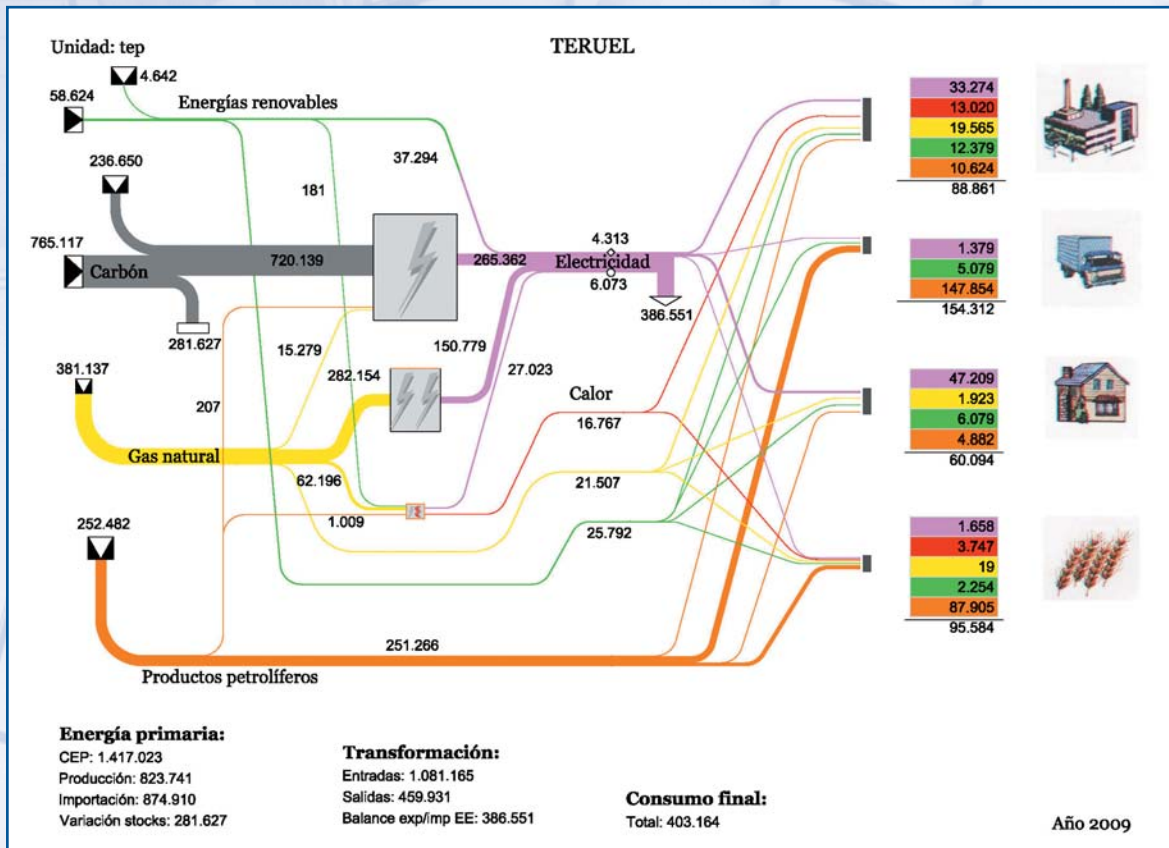 TERUEL
Unidad: tep
4.642
58.624
Energías renovables
37.294
181
236.650
765.117
Carbón
720.139
281.627
265.362
4.313
Electricidad
6.073
386.551
15.279
150.779
381.137
282.154
27.023
207
Gas natural
62.196
Calor
16.767
21.507
1.009
25.792
252.482
251.266
Productos petrolíferos
33.274
13.020
19.565
12.379
10.624
88.861
1.379
5.079
147.854
154.312
47.209
1.923
6.079
4.882
60.094
1.658
3.747
19
2.254
87.905
95.584
Energía primaria:
CEP: 1.417.023
Producción: 823.741
Importación: 874.910
Variación stocks: 281.627
Transformación:
Entradas: 1.081.165
Salidas: 459.931
Balance exp/imp EE: 386.551
Consumo final:
Total: 403.164
Año 2009